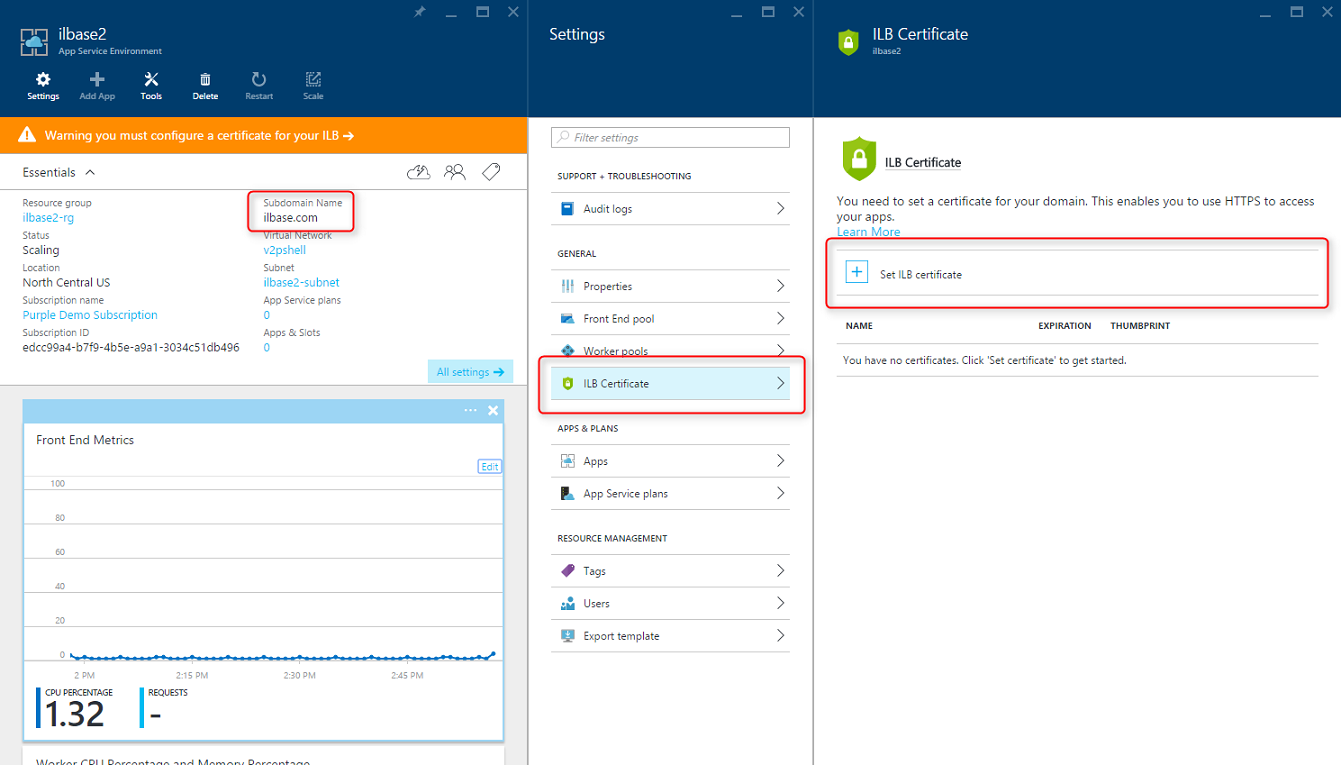 ilbase2
App Service Environment
Settings
Add App
Tools
Delete
Restart
Scale
Warning you must configure a certificate for your ILB →
Essentials
Resource group
ilbase2-rg
Status
Scaling
Location
North Central US
Subscription name
Purple Demo Subscription
Subscription ID
edcc99a4-b7f9-4b5e-a9a1-3034c51db496
Subdomain Name
ilbase.com
Virtual Network
v2pshell
Subnet
ilbase2-subnet
App Service plans
0
Apps & Slots
0
All settings →
Front End Metrics
Edit
100
80
60
40
20
0
2 PM
2:15 PM
2:30 PM
2:45 PM
CPU PERCENTAGE
1.32
REQUESTS
-
Worker CPU Percentage and Memory Percentage
Settings
Filter settings
SUPPORT + TROUBLESHOOTING
Audit logs
GENERAL
Properties
Front End pool
Worker pools
ILB Certificate
APPS & PLANS
Apps
App Service plans
RESOURCE MANAGEMENT
Tags
Users
Export template
ILB Certificate
ilbase2
ILB Certificate
You need to set a certificate for your domain. This enables you to use HTTPS to access
your apps.
Learn More
Set ILB certificate
NAME EXPIRATION THUMBPRINT
You have no certificates. Click 'Set certificate' to get started.